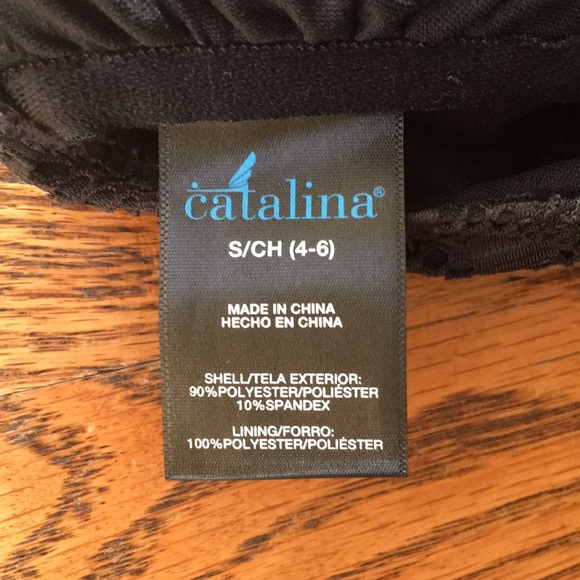 catalina®
S/CH (4-6)
MADE IN CHINA
HECHO EN CHINA
SHELL/TELA EXTERIOR:
90%POLYESTER/POLIÉSTER
10%SPANDEX
LINING/FORRO:
100%POLYESTER/POLIÉSTER